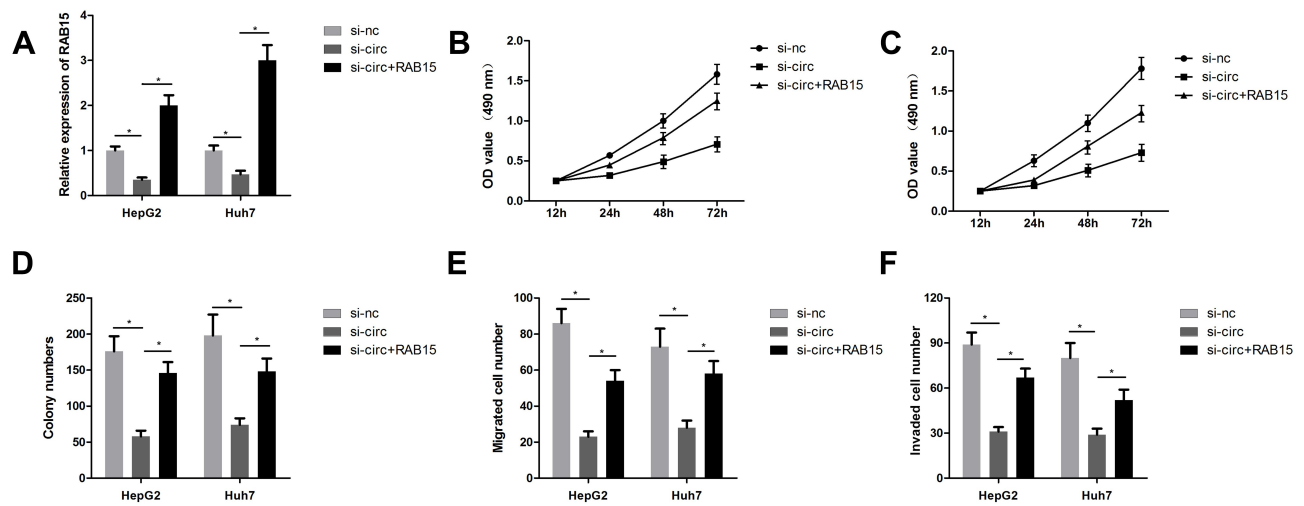 A
Relative expression of RAB15
4
3
2
1
0
*
*
*
*
HepG2
Huh7
si-nc
si-circ
si-circ+RAB15
B
OD value （490 nm）
2.0
1.5
1.0
0.5
0.0
12h
24h
48h
72h
si-nc
si-circ
si-circ+RAB15
C
OD value （490 nm）
2.0
1.5
1.0
0.5
0.0
12h
24h
48h
72h
si-nc
si-circ
si-circ+RAB15
D
Colony numbers
250
200
150
100
50
0
*
*
*
*
HepG2
Huh7
si-nc
si-circ
si-circ+RAB15
E
Migrated cell number
100
80
60
40
20
0
*
*
*
*
HepG2
Huh7
si-nc
si-circ
si-circ+RAB15
F
Invaded cell number
120
90
60
30
0
*
*
*
*
HepG2
Huh7
si-nc
si-circ
si-circ+RAB15